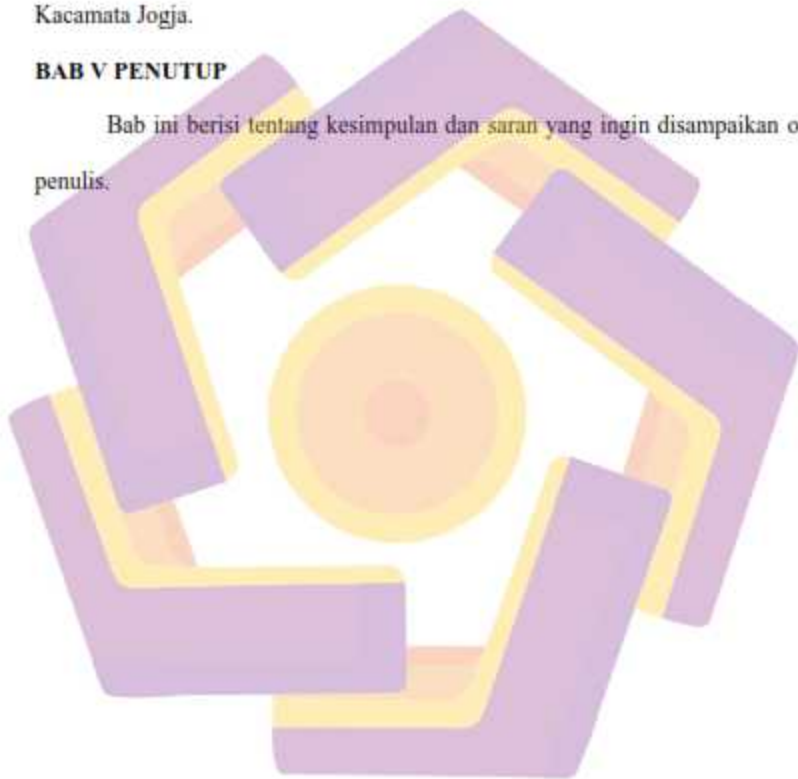 Kacamata Jogja.
BAB V PENUTUP
Bab ini berisi tentang kesimpulan dan saran yang ingin disampaikan o
penulis.